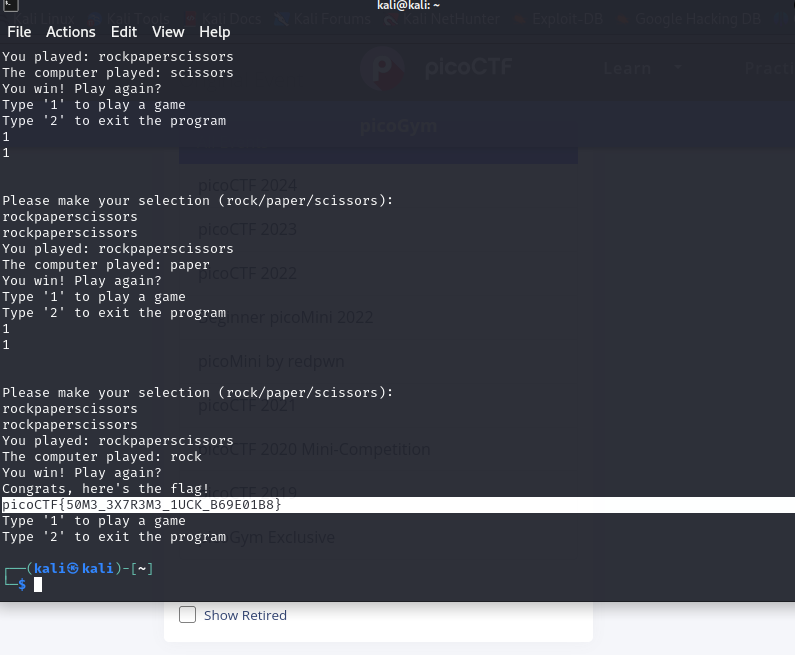 kali@kali: ~
Kali Linux Kali Tools Kali Docs Kali Forums Kali NetHunter Exploit-DB Google Hacking DB
File Actions Edit View Help
You played: rockpaperscissors
The computer played: scissors
You win! Play again?
Type '1' to play a game
Type '2' to exit the program
1
1
picoCTF
Learn
picoGym
picoCTF 2024
Please make your selection (rock/paper/scissors):
rockpaperscissors
picoCTF 2023
rockpaperscissors
You played: rockpaperscissors
The computer played: paper
picoCTF 2022
You win! Play again?
Type '1' to play a game
Type '2' to exit the program
Beginner picoMini 2022
1
1
picoMini by redpwn
Please make your selection (rock/paper/scissors):
picoCTF 2021
rockpaperscissors
rockpaperscissors
You played: rockpaperscissors
picoCTF 2020 Mini-Competition
The computer played: rock
You win! Play again?
Congrats, here's the flag!
picoCTF 2019
picoCTF{50M3_3X7R3M3_1UCK_B69E01B8}
Type '1' to play a game
Type '2' to exit the program
picoGym Exclusive
┌──(kali㉿kali)-[~]
└─$
Show Retired